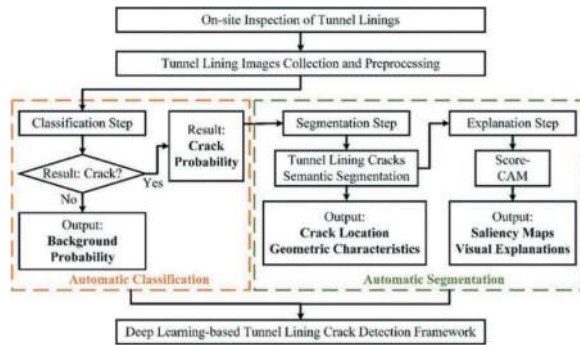 On-site Inspection of Tunnel Linings
Tunnel Lining Images Collection and Preprocessing
Classification Step
Result: Crack?
Yes
No
Output:
Background
Probability
Result:
Crack
Probability
Automatic Classification
Segmentation Step
Tunnel Lining Cracks
Semantic Segmentation
Output:
Crack Location
Geometric Characteristics
Explanation Step
Score-
CAM
Output:
Saliency Maps
Visual Explanations
Automatic Segmentation
Deep Learning-based Tunnel Lining Crack Detection Framework